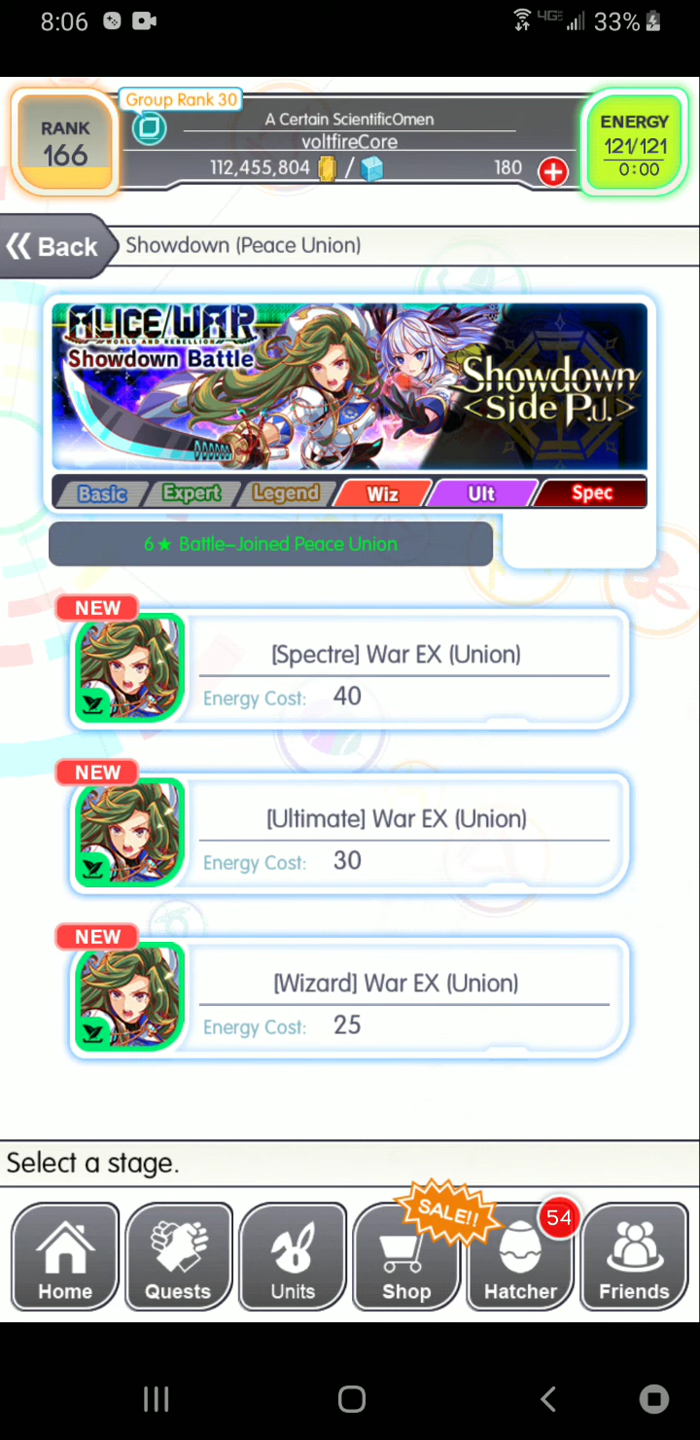 8:06
4GE 33%
RANK
166
Group Rank 30
A Certain ScientificOmen
voltfireCore
112,455,804 / 180
ENERGY
121/121
0:00
Back
Showdown (Peace Union)
ALICE/WAR
WORLD AND REBELLION
Showdown Battle
Showdown
<Side P.U.>
Basic Expert Legend Wiz Ult Spec
6★ Battle-Joined Peace Union
NEW
[Spectre] War EX (Union)
Energy Cost: 40
NEW
[Ultimate] War EX (Union)
Energy Cost: 30
NEW
[Wizard] War EX (Union)
Energy Cost: 25
Select a stage.
SALE!!
54
Home Quests Units Shop Hatcher Friends